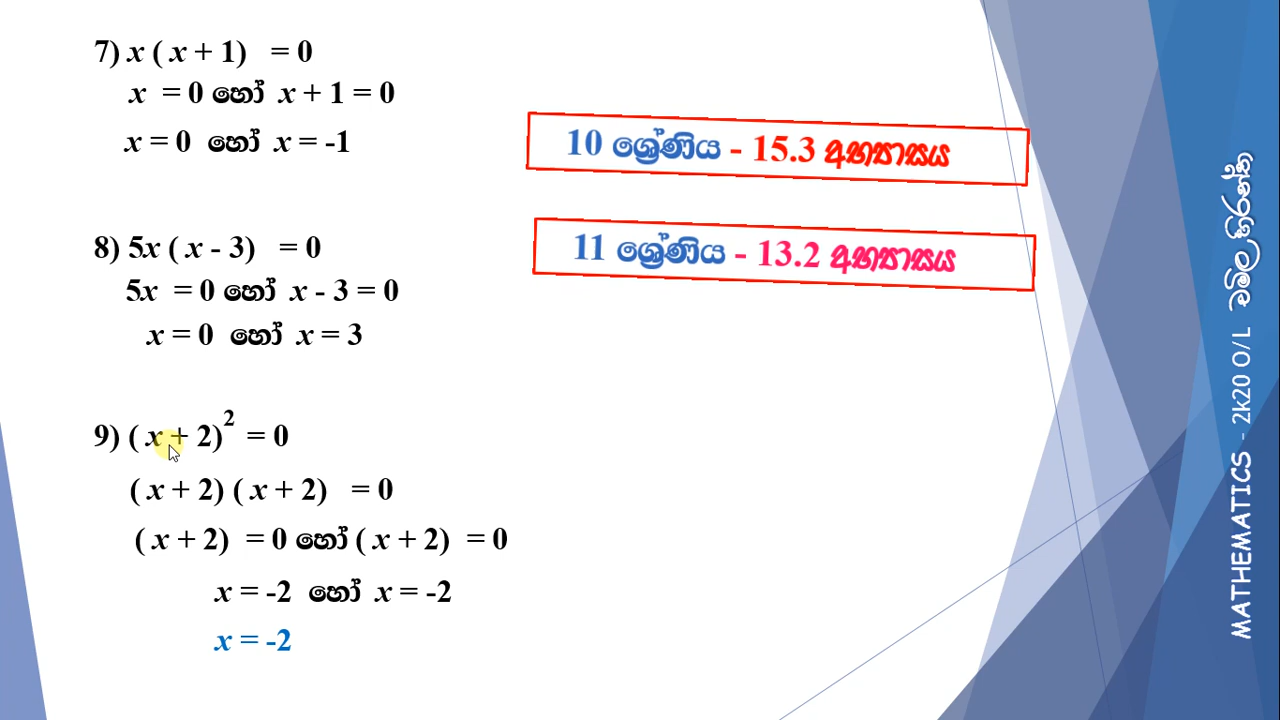 7) x ( x + 1) = 0
x = 0 හෝ x + 1 = 0
x = 0 හෝ x = -1
10 ශ්‍රේණිය - 15.3 අභ්‍යාසය
11 ශ්‍රේණිය - 13.2 අභ්‍යාසය
8) 5x ( x - 3) = 0
5x = 0 හෝ x - 3 = 0
x = 0 හෝ x = 3
9) ( x + 2)² = 0
( x + 2) ( x + 2) = 0
( x + 2) = 0 හෝ ( x + 2) = 0
x = -2 හෝ x = -2
x = -2
MATHEMATICS - 2k20 O/L චමිල හිරන්ත